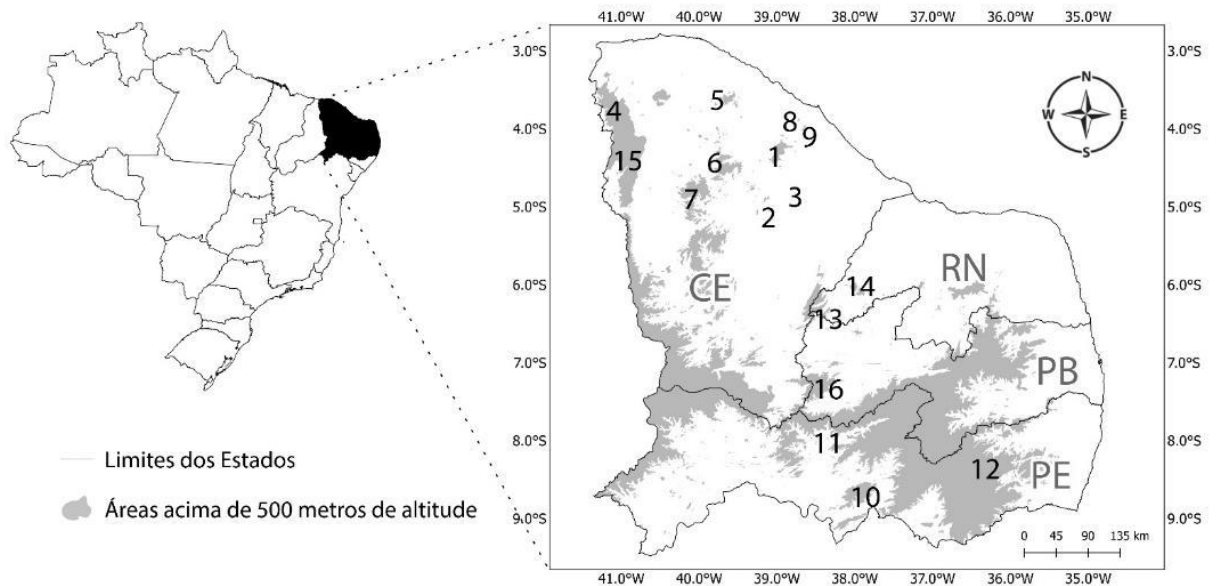 41.0°W 40.0°W 39.0°W 38.0°W 37.0°W 36.0°W 35.0°W
3.0°S
4.0°S
5.0°S
6.0°S
7.0°S
8.0°S
9.0°S
N
W E
S
4
5
8
9
1
15
6
7
3
2
CE
RN
14
13
PB
16
11
12
PE
10
Limites dos Estados
Áreas acima de 500 metros de altitude
0 45 90 135 km
3.0°S
4.0°S
5.0°S
6.0°S
7.0°S
8.0°S
9.0°S
41.0°W 40.0°W 39.0°W 38.0°W 37.0°W 36.0°W 35.0°W